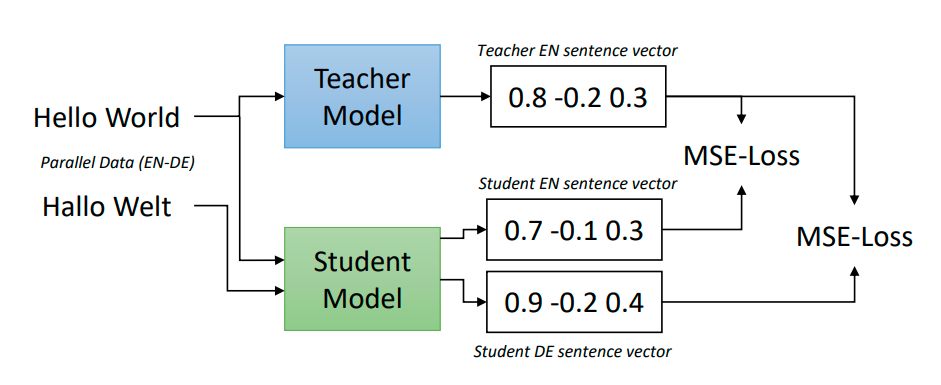 Teacher EN sentence vector
Teacher
Model
0.8 -0.2 0.3
Hello World
MSE-Loss
Parallel Data (EN-DE)
Student EN sentence vector
Hallo Welt
0.7 -0.1 0.3
MSE-Loss
Student
Model
0.9 -0.2 0.4
Student DE sentence vector